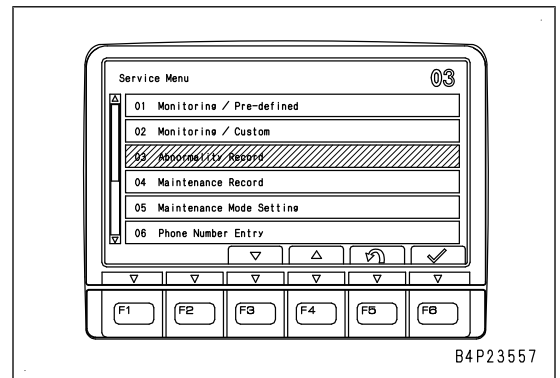 Service Menu 03
01 Monitoring / Pre-defined
02 Monitoring / Custom
03 Abnormality Record
04 Maintenance Record
05 Maintenance Mode Setting
06 Phone Number Entry
F1 F2 F3 F4 F5 F6
B4P23557